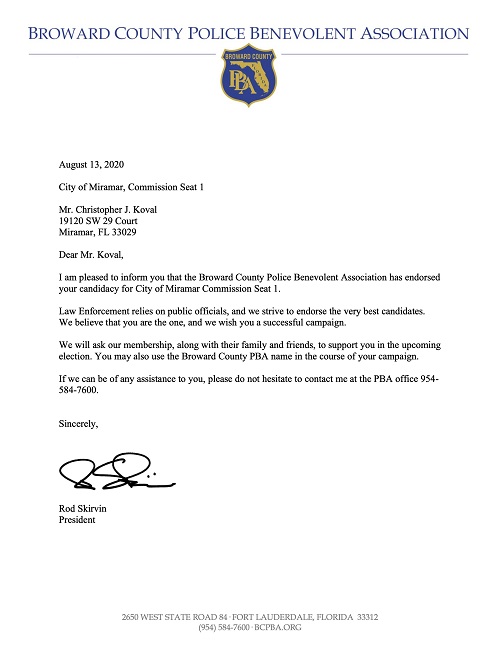 BROWARD COUNTY POLICE BENEVOLENT ASSOCIATION
BROWARD COUNTY
PBA
August 13, 2020
City of Miramar, Commission Seat 1
Mr. Christopher J. Koval
19120 SW 29 Court
Miramar, FL 33029
Dear Mr. Koval,
I am pleased to inform you that the Broward County Police Benevolent Association has endorsed
your candidacy for City of Miramar Commission Seat 1.
Law Enforcement relies on public officials, and we strive to endorse the very best candidates.
We believe that you are the one, and we wish you a successful campaign.
We will ask our membership, along with their family and friends, to support you in the upcoming
election. You may also use the Broward County PBA name in the course of your campaign.
If we can be of any assistance to you, please do not hesitate to contact me at the PBA office 954-
584-7600.
Sincerely,
Rod Skirvin
President
2650 WEST STATE ROAD 84 · FORT LAUDERDALE, FLORIDA 33312
(954) 584-7600 · BCPBA.ORG